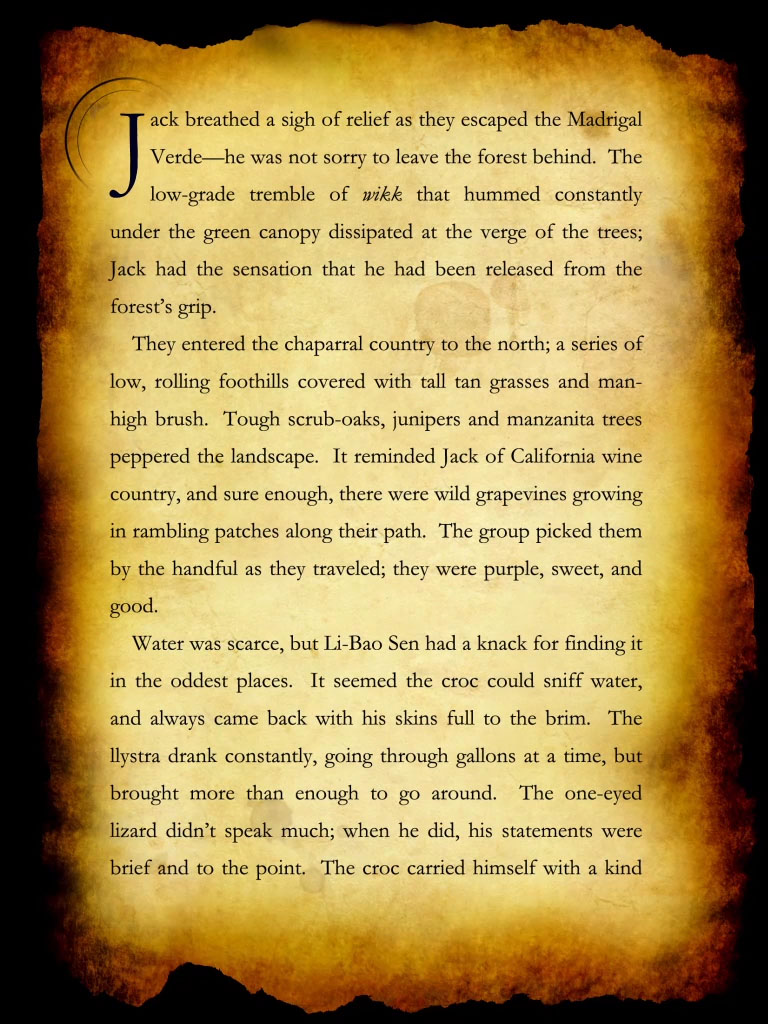 Jack breathed a sigh of relief as they escaped the Madrigal
Verde—he was not sorry to leave the forest behind.  The
low-grade tremble of wikk that hummed constantly
under the green canopy dissipated at the verge of the trees;
Jack had the sensation that he had been released from the
forest’s grip.
They entered the chaparral country to the north; a series of
low, rolling foothills covered with tall tan grasses and man-
high brush.  Tough scrub-oaks, junipers and manzanita trees
peppered the landscape.  It reminded Jack of California wine
country, and sure enough, there were wild grapevines growing
in rambling patches along their path.  The group picked them
by the handful as they traveled; they were purple, sweet, and
good.
Water was scarce, but Li-Bao Sen had a knack for finding it
in the oddest places.  It seemed the croc could sniff water,
and always came back with his skins full to the brim.  The
llystra drank constantly, going through gallons at a time, but
brought more than enough to go around.  The one-eyed
lizard didn’t speak much; when he did, his statements were
brief and to the point.  The croc carried himself with a kind